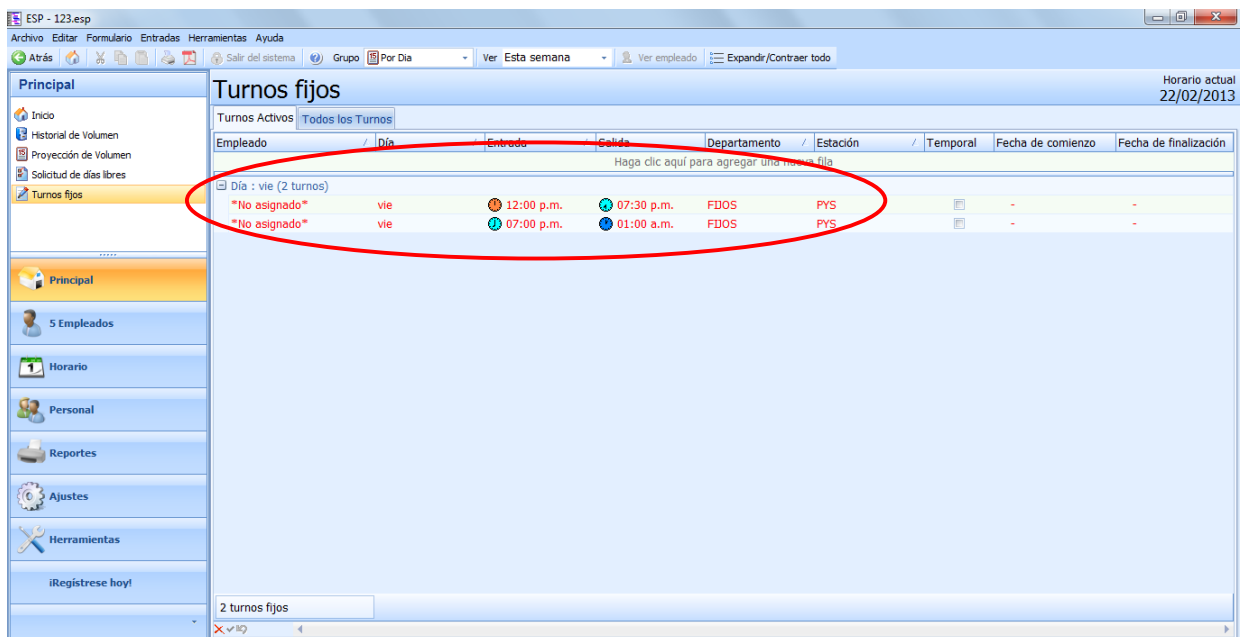 ESP - 123.esp
Archivo Editar Formulario Entradas Herramientas Ayuda
Atrás Salir del sistema Grupo Por Dia Ver Esta semana Ver empleado Expandir/Contraer todo
Principal
Inicio
Historial de Volumen
Proyección de Volumen
Solicitud de días libres
Turnos fijos
Principal
5 Empleados
Horario
Personal
Reportes
Ajustes
Herramientas
¡Regístrese hoy!
Turnos fijos
Horario actual
22/02/2013
Turnos Activos Todos los Turnos
Empleado Día Entrada Salida Departamento Estación Temporal Fecha de comienzo Fecha de finalización
Haga clic aquí para agregar una nueva fila
Día : vie (2 turnos)
*No asignado* vie 12:00 p.m. 07:30 p.m. FIJOS PYS - -
*No asignado* vie 07:00 p.m. 01:00 a.m. FIJOS PYS - -
2 turnos fijos